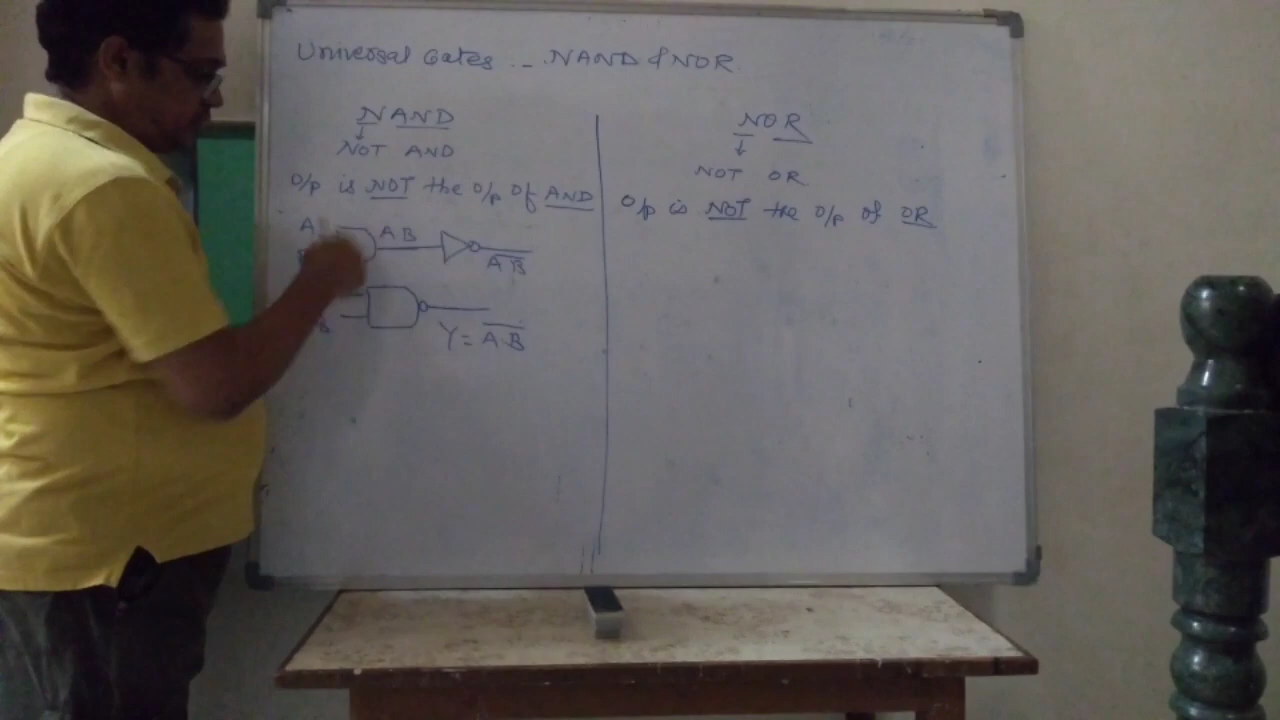 Universal Gates -- NAND & NOR
NAND
NOT AND
O/p is NOT the O/p Of AND
A
AB
A̅B̅
B
Y = A̅B̅
NOR
NOT OR
O/p is NOT the O/p of OR